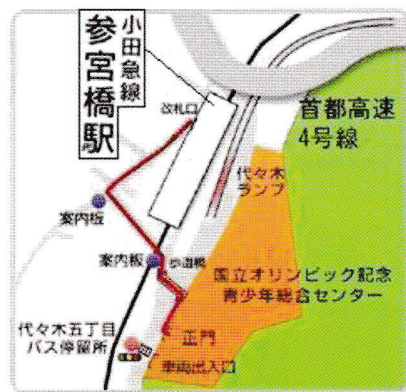 小田急線
参宮橋駅
改札口
首都高速
4号線
代々木
ランプ
案内板
案内板
歩道橋
国立オリンピック記念
青少年総合センター
代々木五丁目
バス停留所
正門
車両出入口